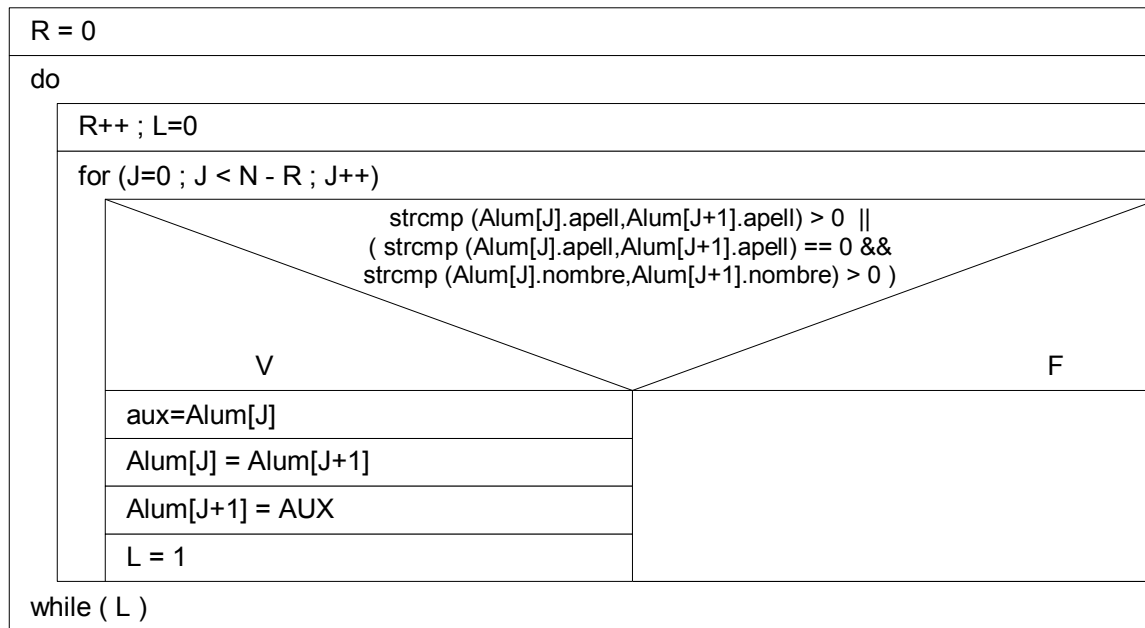 R = 0
do
R++ ; L=0
for (J=0 ; J < N - R ; J++)
strcmp (Alum[J].apell,Alum[J+1].apell) > 0 ||
( strcmp (Alum[J].apell,Alum[J+1].apell) == 0 &&
strcmp (Alum[J].nombre,Alum[J+1].nombre) > 0 )
V F
aux=Alum[J]
Alum[J] = Alum[J+1]
Alum[J+1] = AUX
L = 1
while ( L )